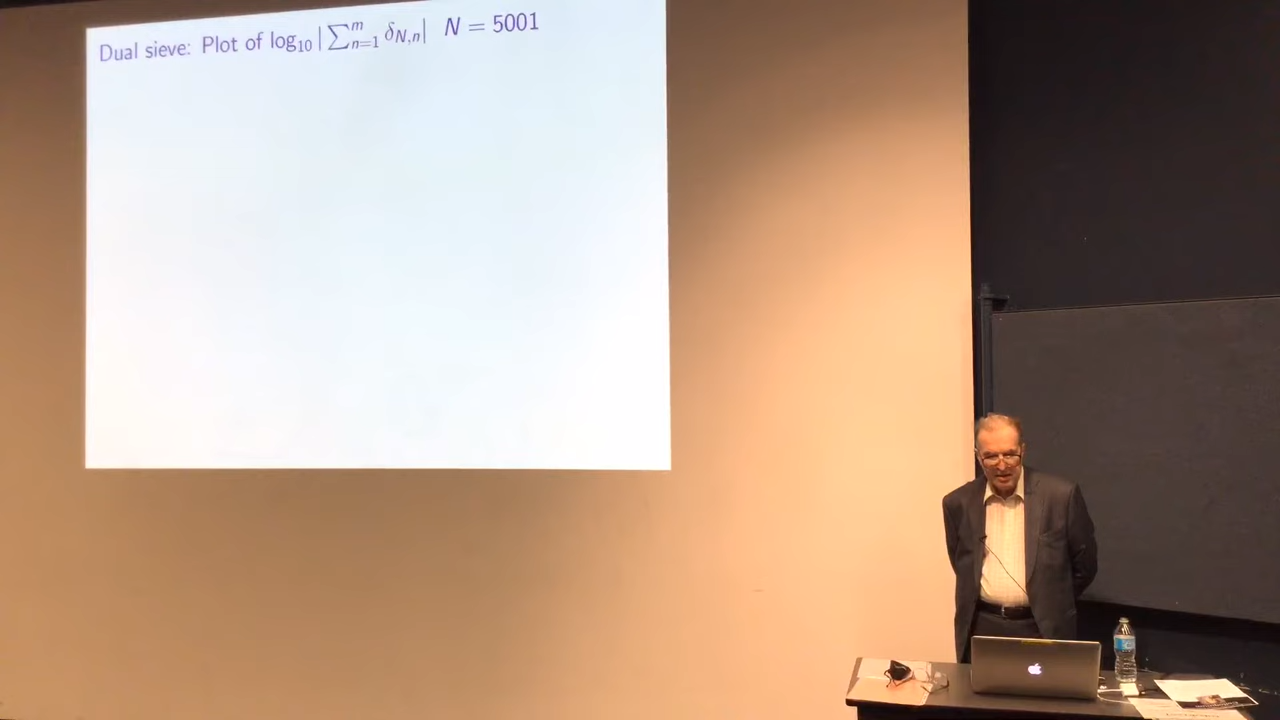 Dual sieve: Plot of log₁₀ |∑ₙ₌₁ᵐ δ_{N,n}| N = 5001